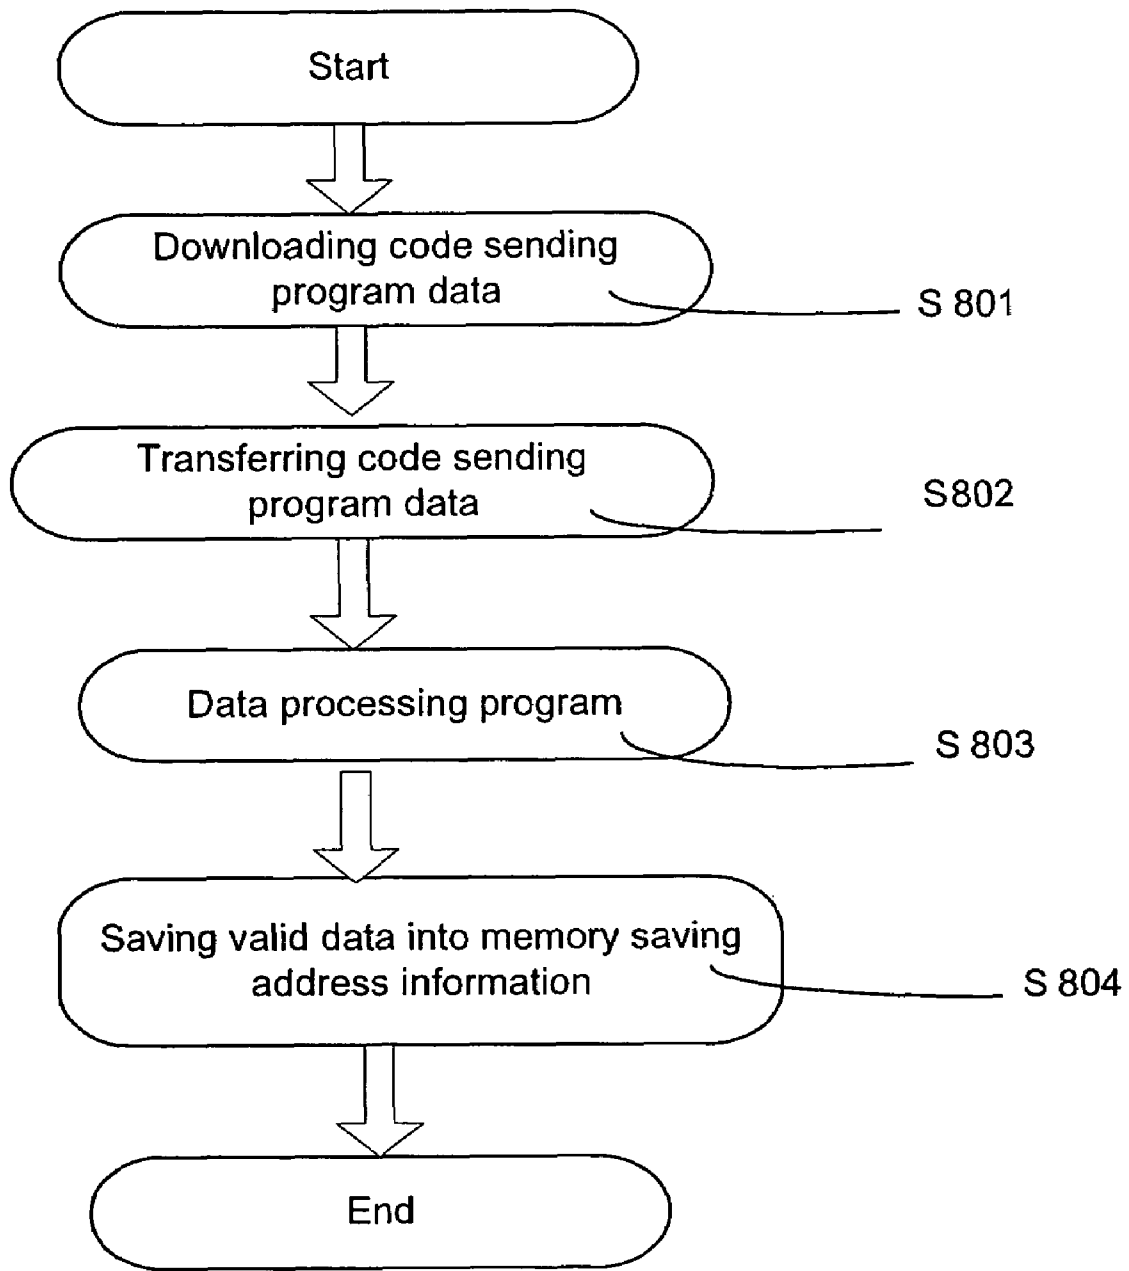 Start
Downloading code sending
program data
S 801
Transferring code sending
program data
S802
Data processing program
S 803
Saving valid data into memory saving
address information
S 804
End